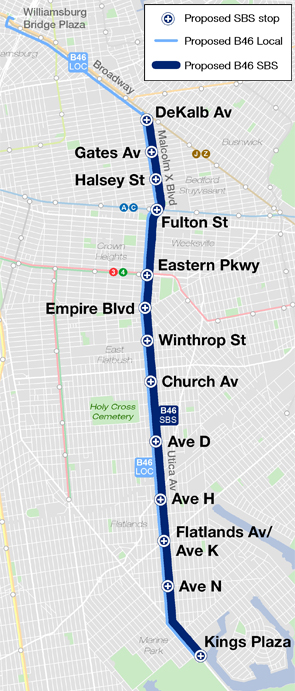 Williamsburg
Bridge Plaza
Proposed SBS stop
Proposed B46 Local
Proposed B46 SBS
amsburg
B46
LOC
Broadway
DeKalb Av
Malcolm X Blvd
Gates Av
Bushwick
J Z
Halsey St
Bedford
Stuyvesant
A C
Fulton St
Weeksville
Crown
Heights
Eastern Pkwy
3 4
Empire Blvd
Winthrop St
East
Flatbush
Church Av
Holy Cross
Cemetery
B46
SBS
Ave D
Utica Av
B46
LOC
Ave H
Flatlands
Flatlands Av/
Ave K
Ave N
Marine
Park
Kings Plaza